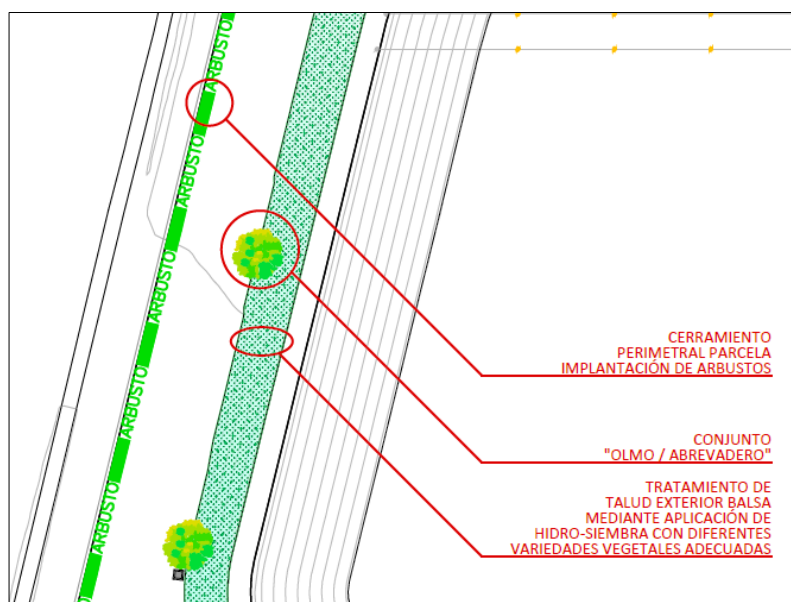 ARBUSTO
ARBUSTO
ARBUSTO
ARBUSTO
ARBUSTO
ARBUSTO
CERRAMIENTO
PERIMETRAL PARCELA
IMPLANTACIÓN DE ARBUSTOS
CONJUNTO
"OLMO / ABREVADERO"
TRATAMIENTO DE
TALUD EXTERIOR BALSA
MEDIANTE APLICACIÓN DE
HIDRO-SIEMBRA CON DIFERENTES
VARIEDADES VEGETALES ADECUADAS